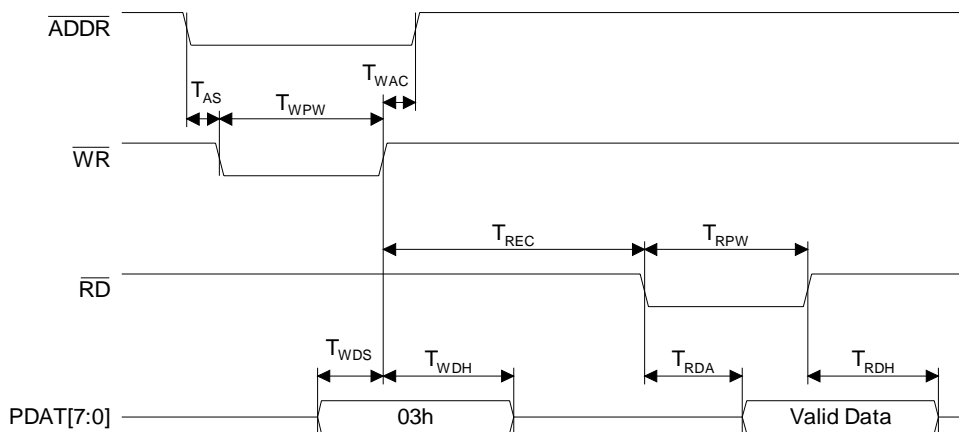 ADDR
T_WAC
T_AS
T_WPW
WR
T_REC
T_RPW
RD
T_WDS
T_WDH
T_RDA
T_RDH
PDAT[7:0]
03h
Valid Data